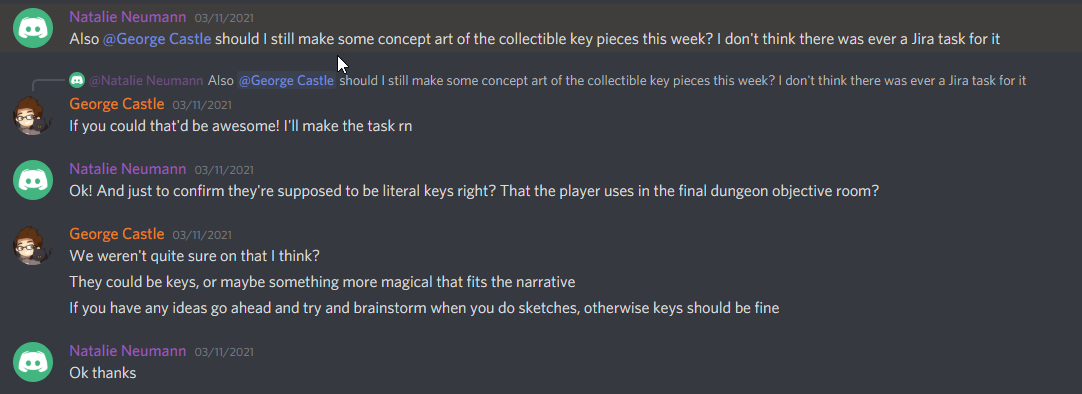 Natalie Neumann 03/11/2021
Also @George Castle should I still make some concept art of the collectible key pieces this week? I don't think there was ever a Jira task for it
@Natalie Neumann Also @George Castle should I still make some concept art of the collectible key pieces this week? I don't think there was ever a Jira task for it
George Castle 03/11/2021
If you could that'd be awesome! I'll make the task rn
Natalie Neumann 03/11/2021
Ok! And just to confirm they're supposed to be literal keys right? That the player uses in the final dungeon objective room?
George Castle 03/11/2021
We weren't quite sure on that I think?
They could be keys, or maybe something more magical that fits the narrative
If you have any ideas go ahead and try and brainstorm when you do sketches, otherwise keys should be fine
Natalie Neumann 03/11/2021
Ok thanks